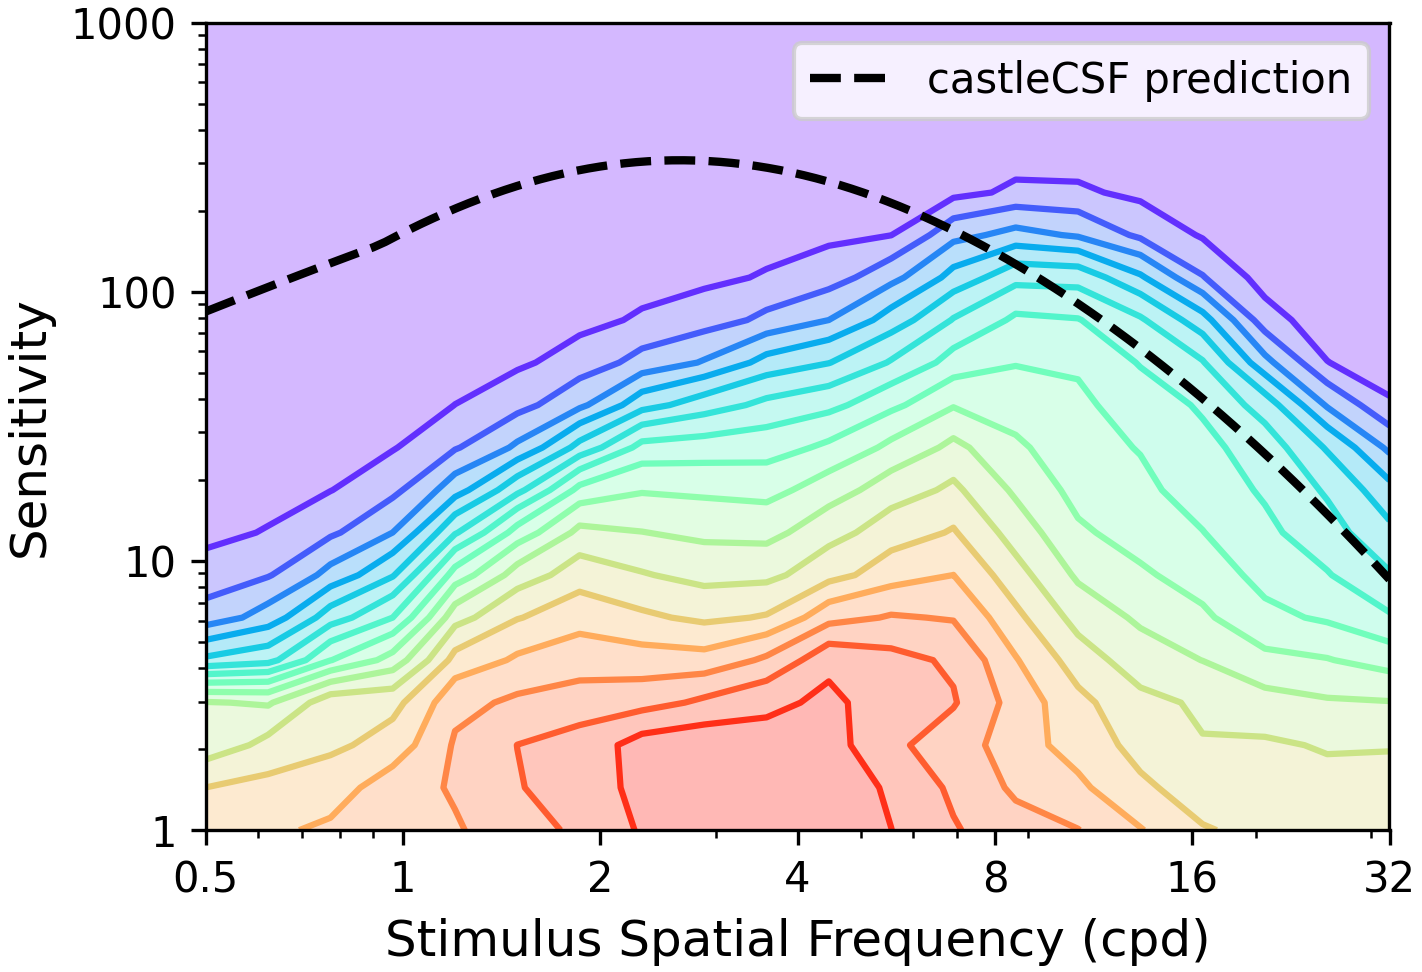 1000
castleCSF prediction
100
10
1
Sensitivity
0.5 1 2 4 8 16 32
Stimulus Spatial Frequency (cpd)